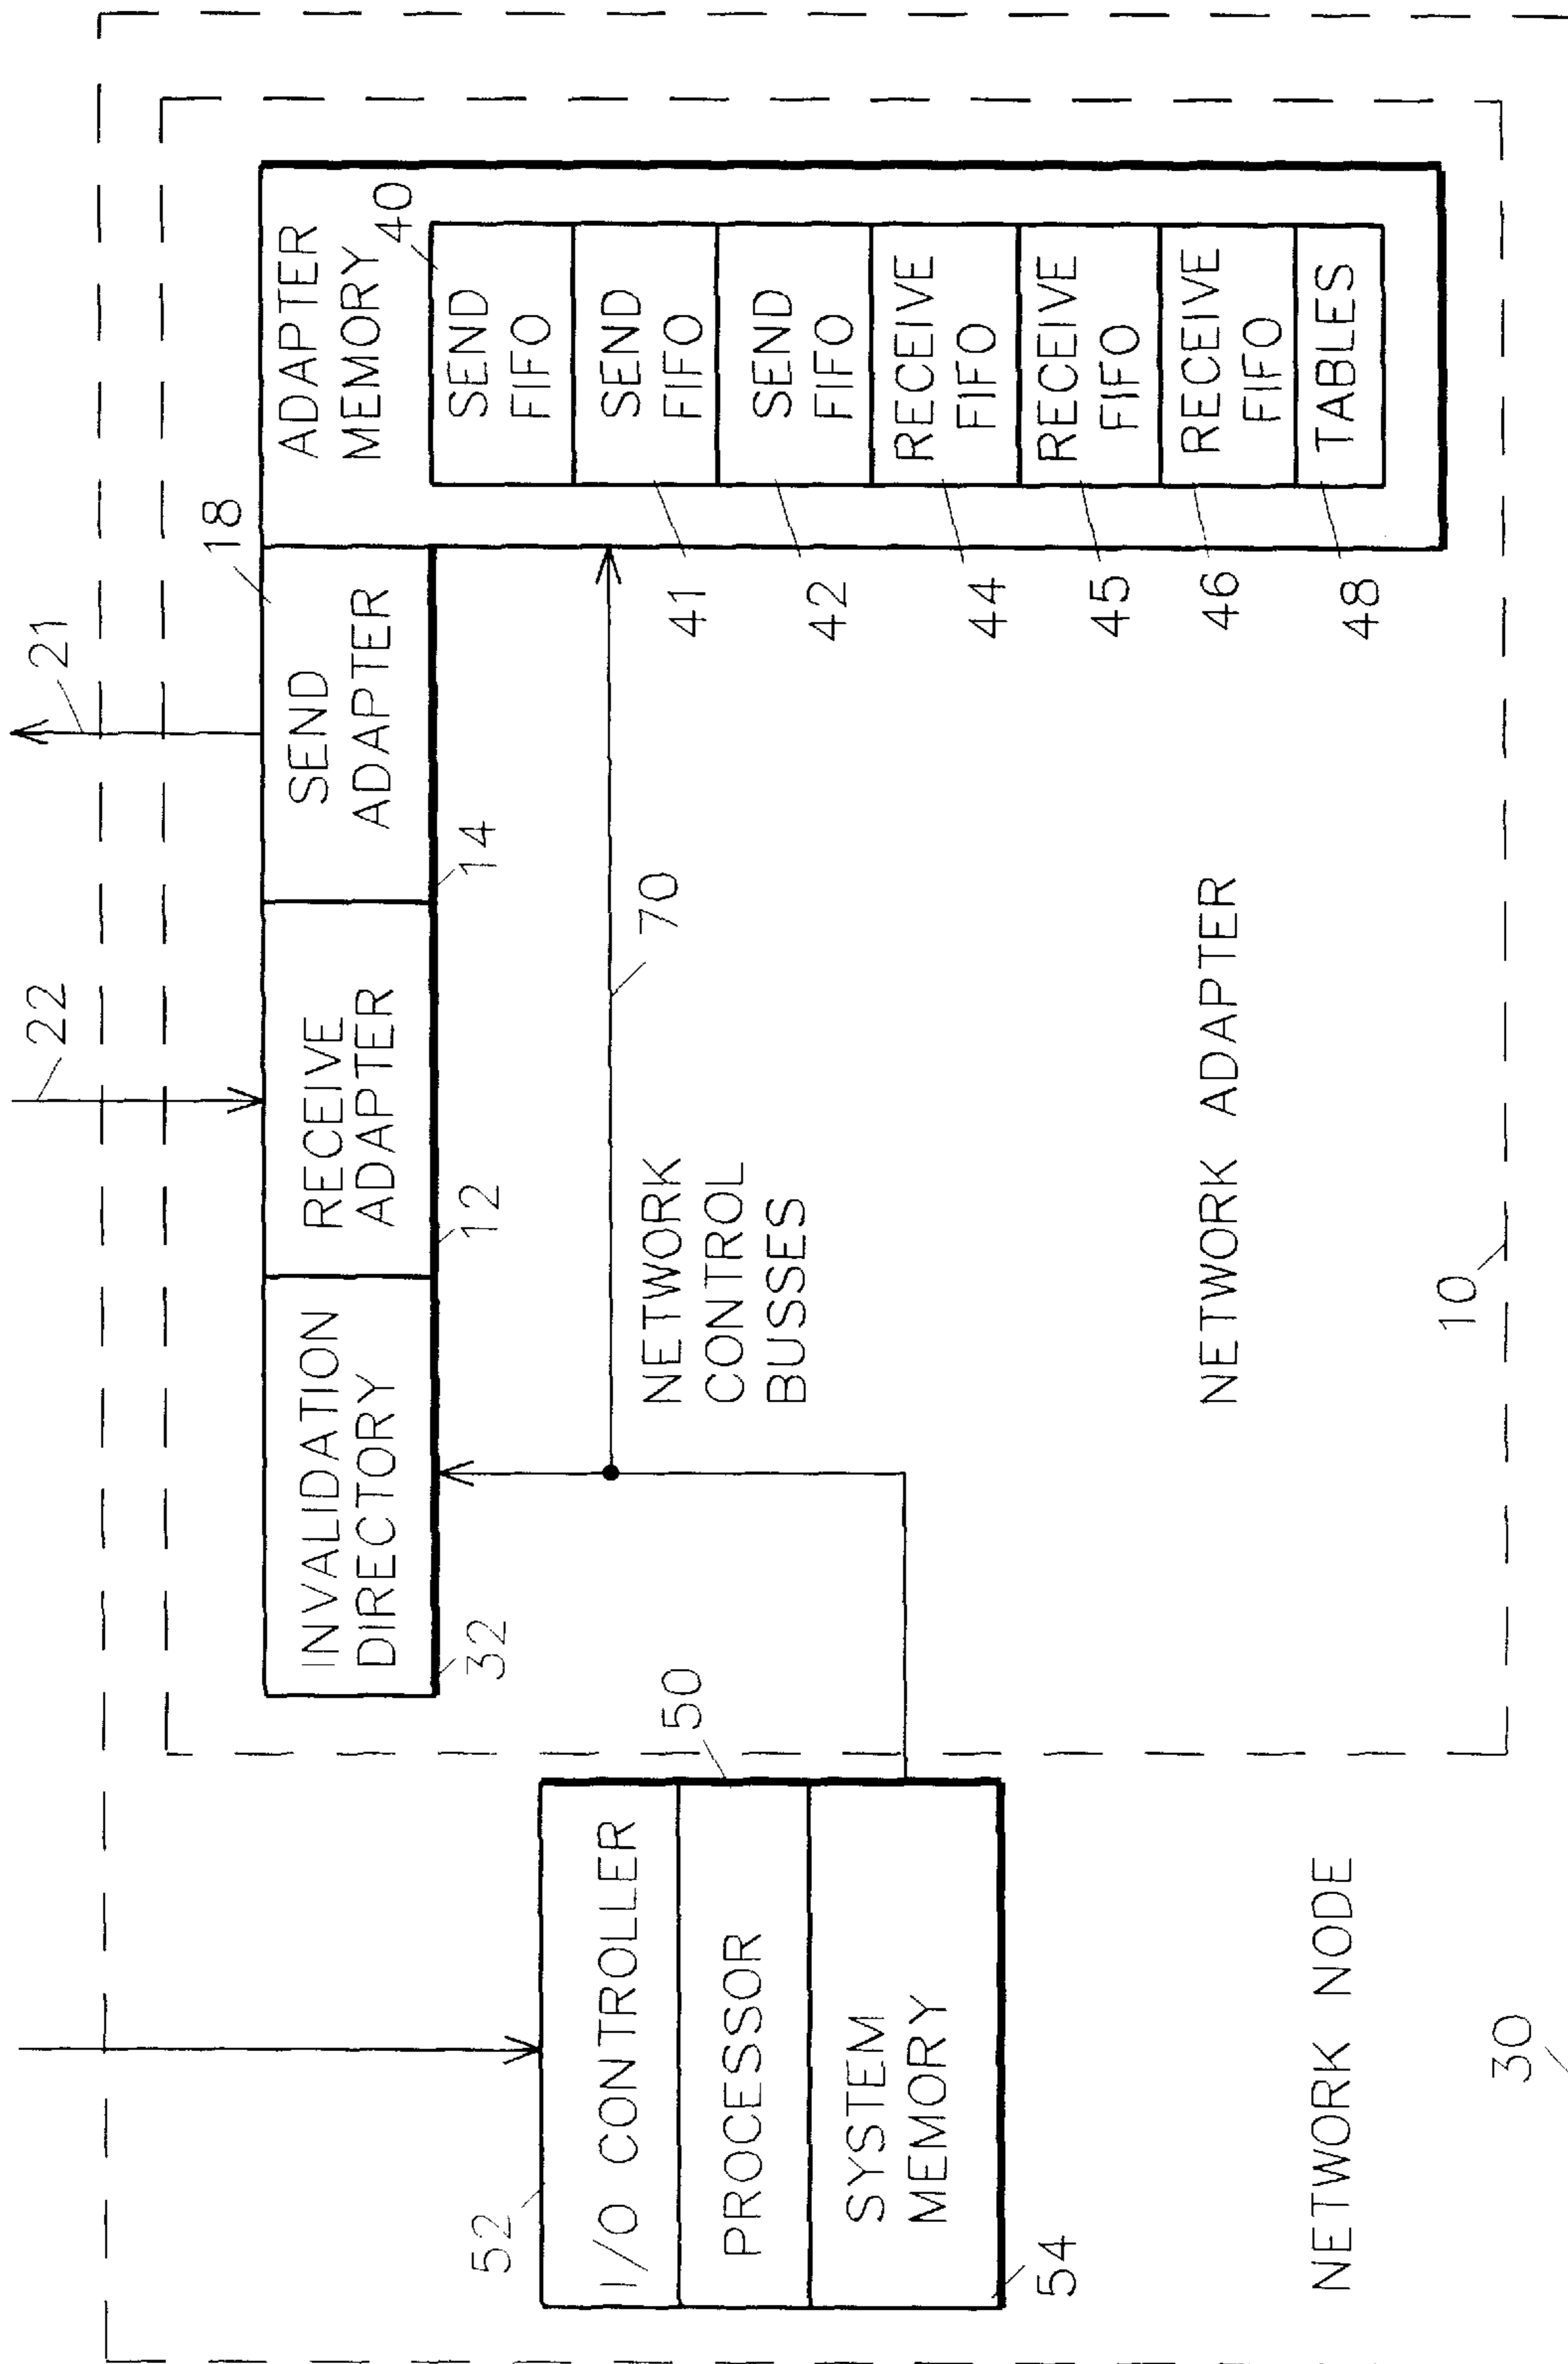 22
21
18
INVALIDATION
DIRECTORY
RECEIVE
ADAPTER
SEND
ADAPTER
ADAPTER
MEMORY
40
32
12
14
SEND
FIFO
SEND
FIFO
SEND
FIFO
RECEIVE
FIFO
RECEIVE
FIFO
RECEIVE
FIFO
TABLES
41
42
44
45
46
48
70
NETWORK
CONTROL
BUSSES
52
50
I/O CONTROLLER
PROCESSOR
SYSTEM
MEMORY
54
NETWORK ADAPTER
10
NETWORK NODE
30